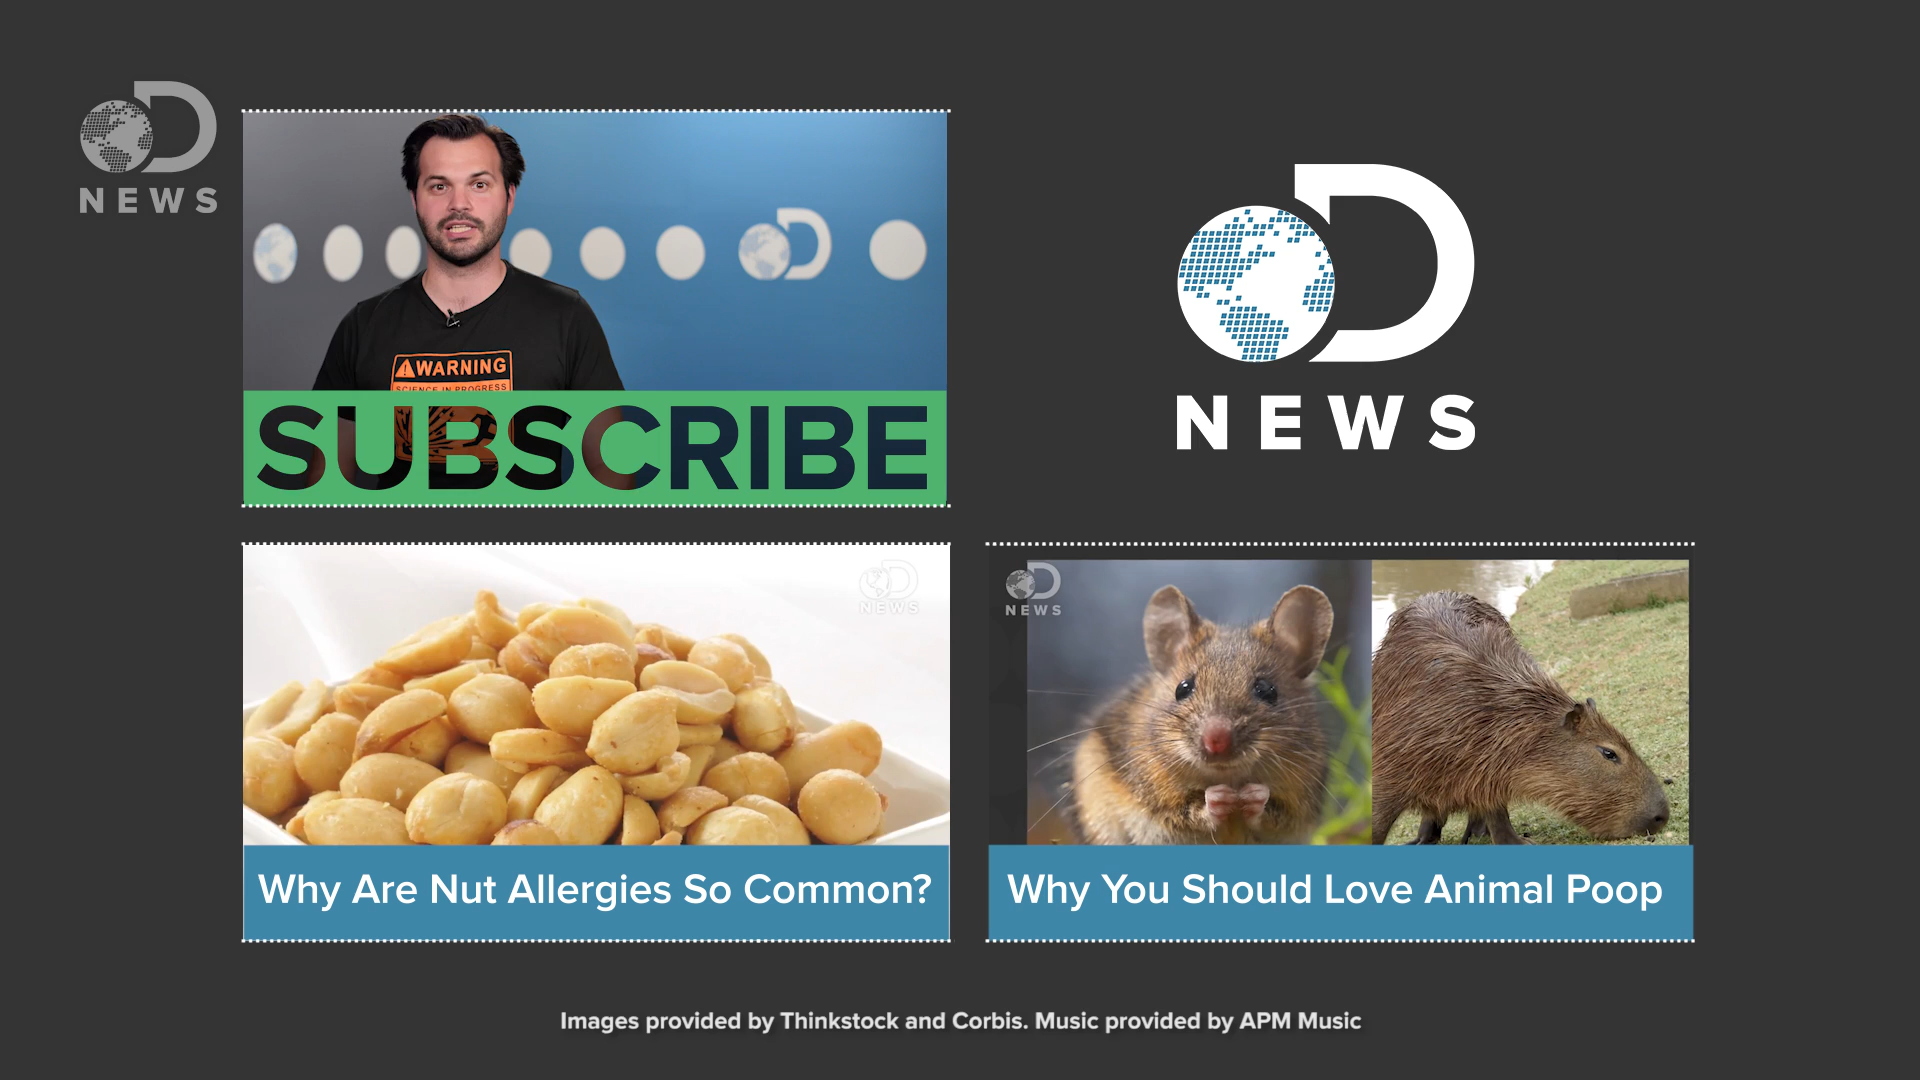 NEWS
WARNING
SCIENCE IN PROGRESS
SUBSCRIBE
NEWS
NEWS
Why Are Nut Allergies So Common?
NEWS
Why You Should Love Animal Poop
Images provided by Thinkstock and Corbis. Music provided by APM Music